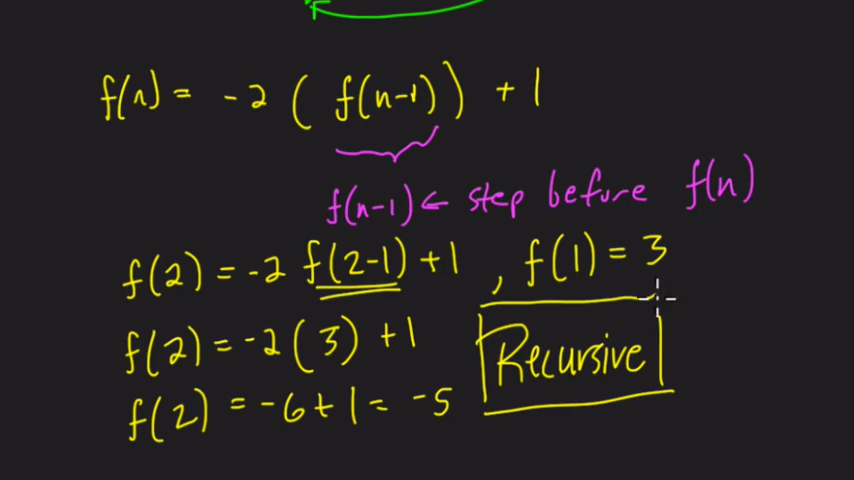 f(n) = -2 ( f(n-1) ) + 1
f(n-1) ← step before f(n)
f(2) = -2 f(2-1) + 1 , f(1) = 3
f(2) = -2 ( 3 ) + 1
Recursive
f(2) = -6 + 1 = -5